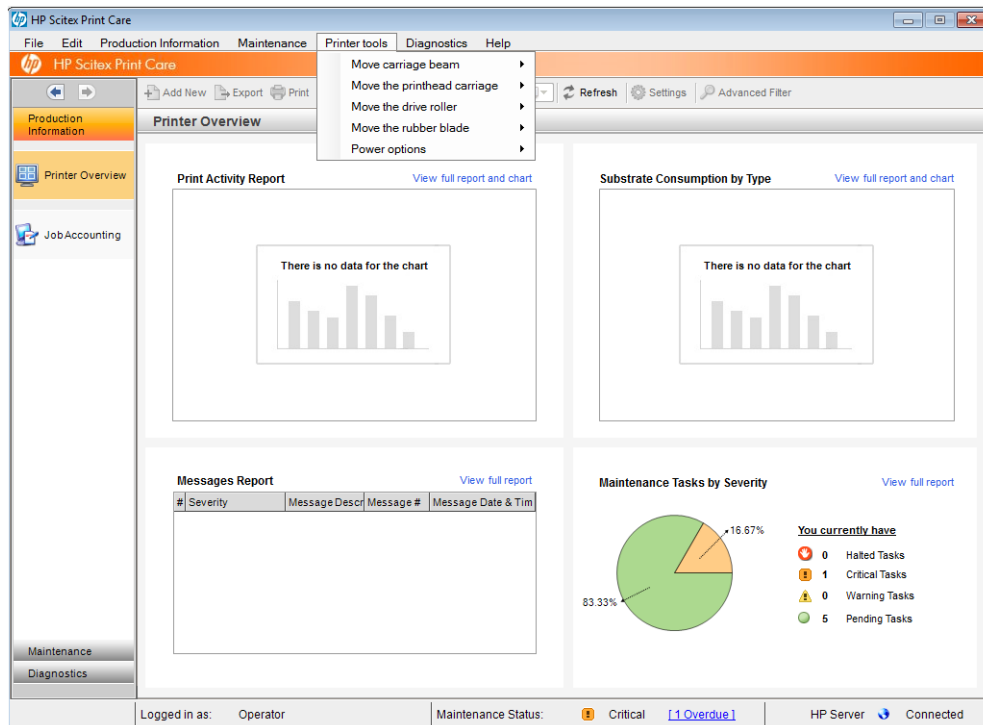 HP Scitex Print Care
File Edit Production Information Maintenance Printer tools Diagnostics Help
HP Scitex Print Care
Move carriage beam
Move the printhead carriage
Move the drive roller
Move the rubber blade
Power options
Add New Export Print Refresh Settings Advanced Filter
Production
Information
Printer Overview
Job Accounting
Maintenance
Diagnostics
Printer Overview
Print Activity Report View full report and chart
There is no data for the chart
Substrate Consumption by Type View full report and chart
There is no data for the chart
Messages Report View full report
# Severity Message Descr Message # Message Date & Tim
Maintenance Tasks by Severity View full report
16.67%
83.33%
You currently have
0 Halted Tasks
1 Critical Tasks
0 Warning Tasks
5 Pending Tasks
Logged in as: Operator Maintenance Status: Critical [ 1 Overdue ] HP Server Connected